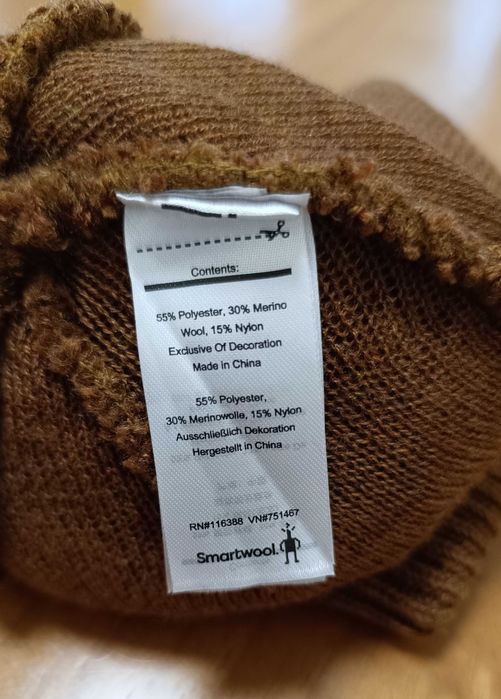 Contents:
55% Polyester, 30% Merino
Wool, 15% Nylon
Exclusive Of Decoration
Made in China
55% Polyester,
30% Merinowolle, 15% Nylon
Ausschließlich Dekoration
Hergestellt in China
RN#116388 VN#751467
Smartwool.